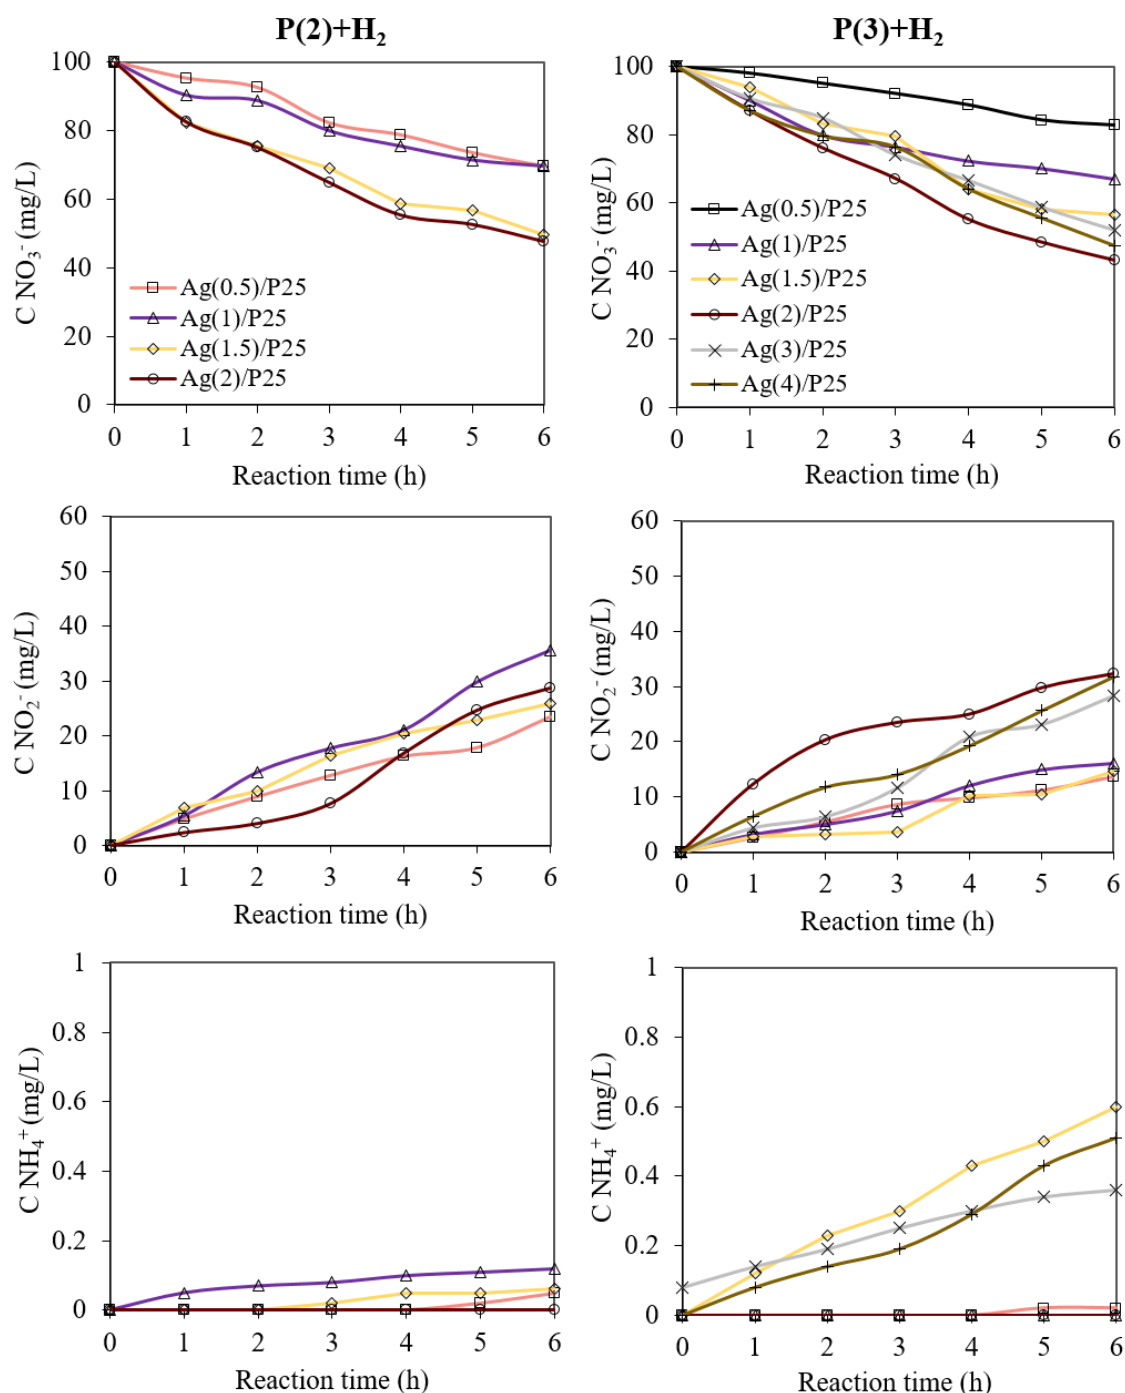 P(2)+H₂
P(3)+H₂
C NO₃⁻ (mg/L)
100
80
60
40
20
0
Ag(0.5)/P25
Ag(1)/P25
Ag(1.5)/P25
Ag(2)/P25
0 1 2 3 4 5 6
Reaction time (h)
C NO₃⁻ (mg/L)
100
80
60
40
20
0
Ag(0.5)/P25
Ag(1)/P25
Ag(1.5)/P25
Ag(2)/P25
Ag(3)/P25
Ag(4)/P25
0 1 2 3 4 5 6
Reaction time (h)
C NO₂⁻ (mg/L)
60
50
40
30
20
10
0
0 1 2 3 4 5 6
Reaction time (h)
C NO₂⁻ (mg/L)
60
50
40
30
20
10
0
0 1 2 3 4 5 6
Reaction time (h)
C NH₄⁺ (mg/L)
1
0.8
0.6
0.4
0.2
0
0 1 2 3 4 5 6
Reaction time (h)
C NH₄⁺ (mg/L)
1
0.8
0.6
0.4
0.2
0
0 1 2 3 4 5 6
Reaction time (h)